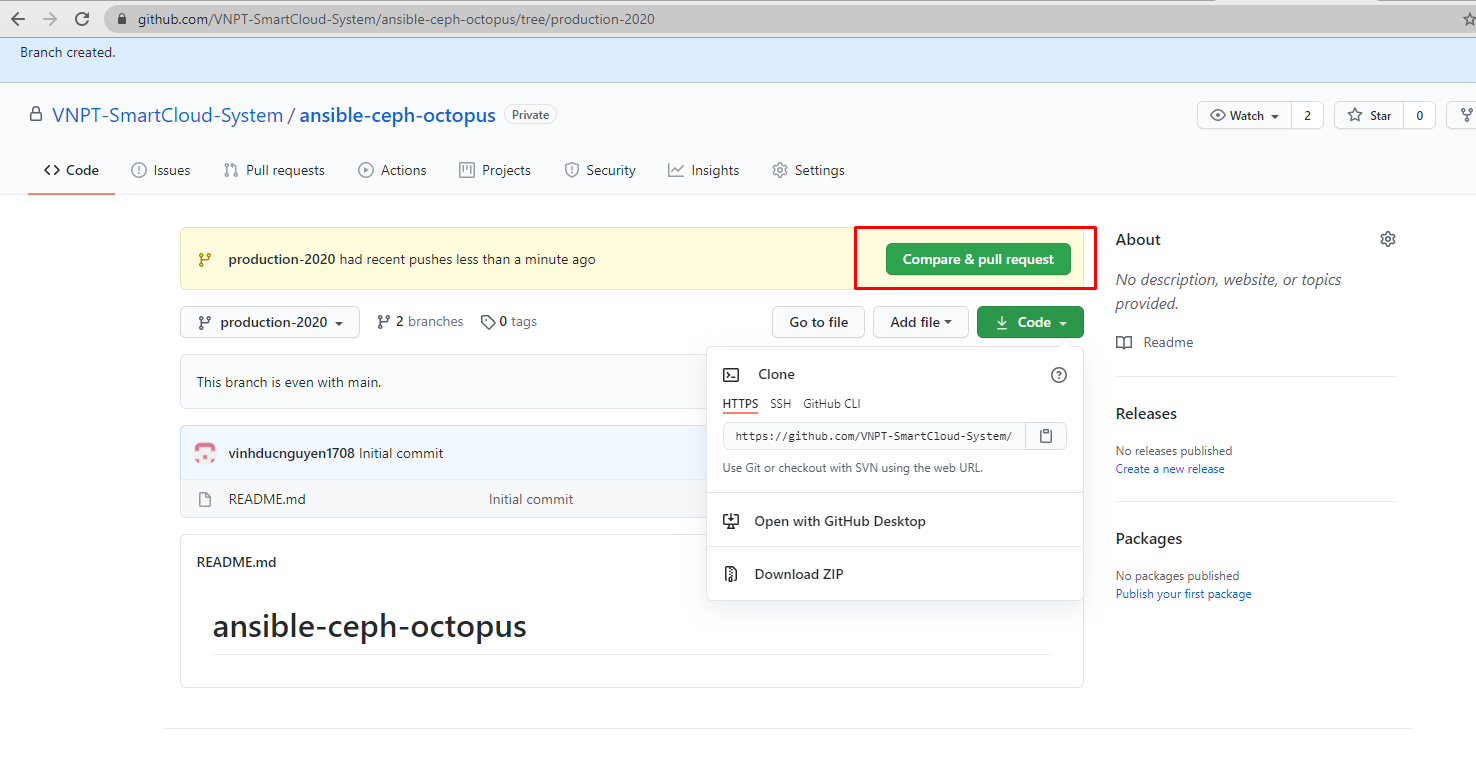 github.com/VNPT-SmartCloud-System/ansible-ceph-octopus/tree/production-2020
Branch created.
VNPT-SmartCloud-System / ansible-ceph-octopus Private
Watch 2 Star 0
Code Issues Pull requests Actions Projects Security Insights Settings
production-2020 had recent pushes less than a minute ago Compare & pull request
production-2020 2 branches 0 tags Go to file Add file Code
This branch is even with main.
vinhducnguyen1708 Initial commit
README.md Initial commit
Clone
HTTPS SSH GitHub CLI
https://github.com/VNPT-SmartCloud-System/
Use Git or checkout with SVN using the web URL.
Open with GitHub Desktop
Download ZIP
README.md
ansible-ceph-octopus
About
No description, website, or topics
provided.
Readme
Releases
No releases published
Create a new release
Packages
No packages published
Publish your first package